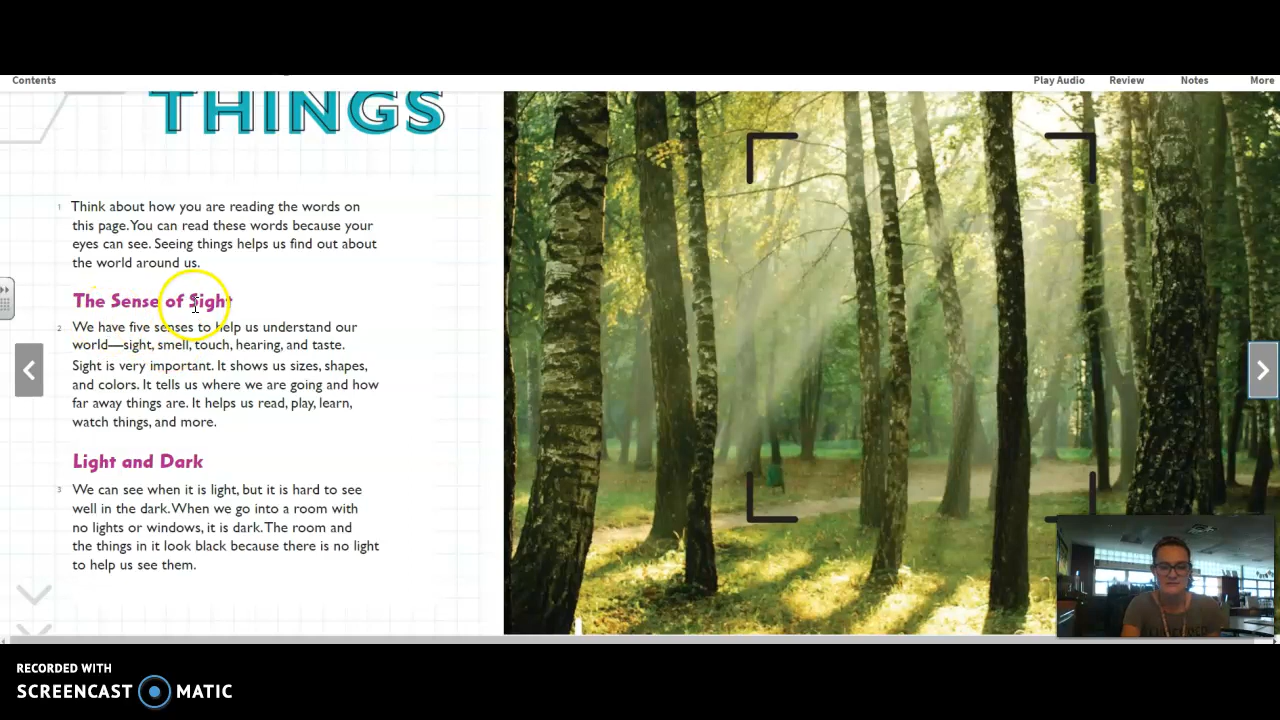 Contents
Play Audio
Review
Notes
More
THINGS
1 Think about how you are reading the words on
this page. You can read these words because your
eyes can see. Seeing things helps us find out about
the world around us.
The Sense of Sight
2 We have five senses to help us understand our
world—sight, smell, touch, hearing, and taste.
Sight is very important. It shows us sizes, shapes,
and colors. It tells us where we are going and how
far away things are. It helps us read, play, learn,
watch things, and more.
Light and Dark
3 We can see when it is light, but it is hard to see
well in the dark. When we go into a room with
no lights or windows, it is dark. The room and
the things in it look black because there is no light
to help us see them.
RECORDED WITH
SCREENCAST MATIC